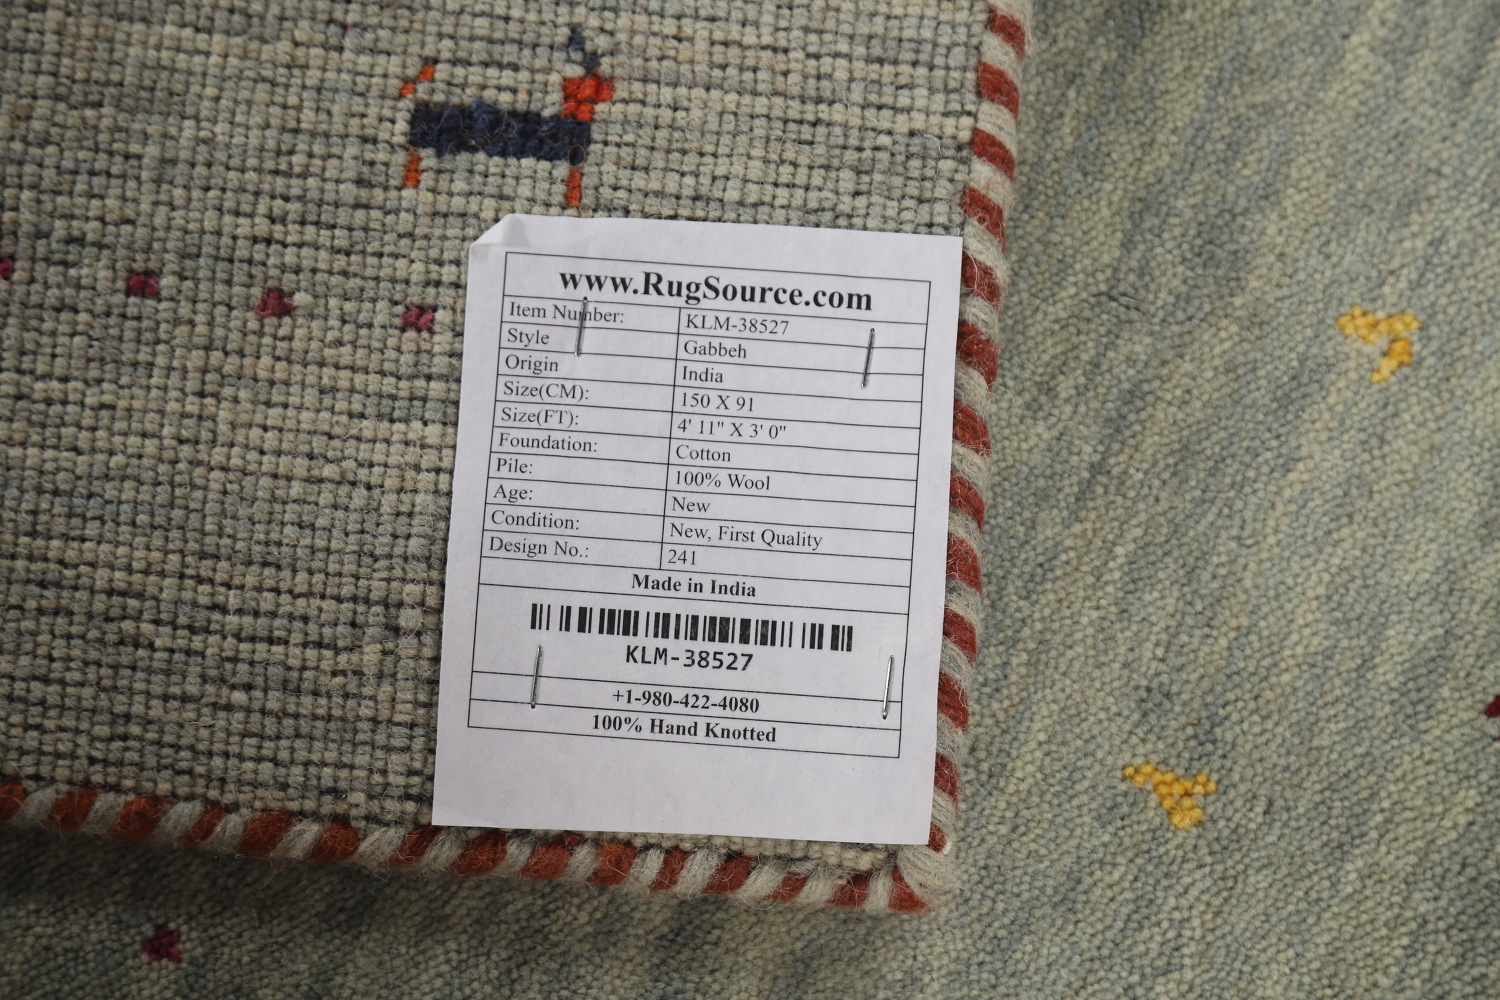 www.RugSource.com
Item Number: KLM-38527
Style Gabbeh
Origin India
Size(CM): 150 X 91
Size(FT): 4' 11" X 3' 0"
Foundation: Cotton
Pile: 100% Wool
Age: New
Condition: New, First Quality
Design No.: 241
Made in India
KLM-38527
+1-980-422-4080
100% Hand Knotted